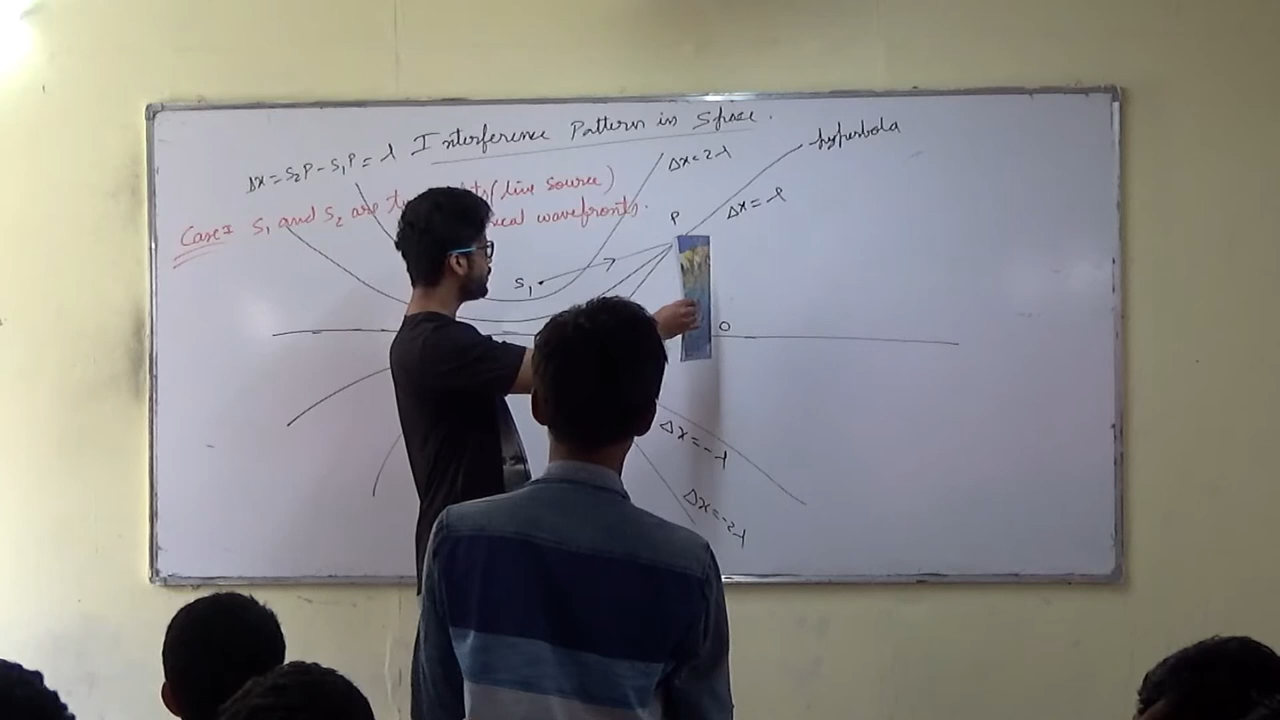 Interference Pattern in Space.
Δx = S₂P - S₁P = λ
Case I S₁ and S₂ are (line source)
wavefronts.
Δx = 2λ
hyperbola
P
Δx = λ
S₁
O
Δx = -λ
Δx = -2λ